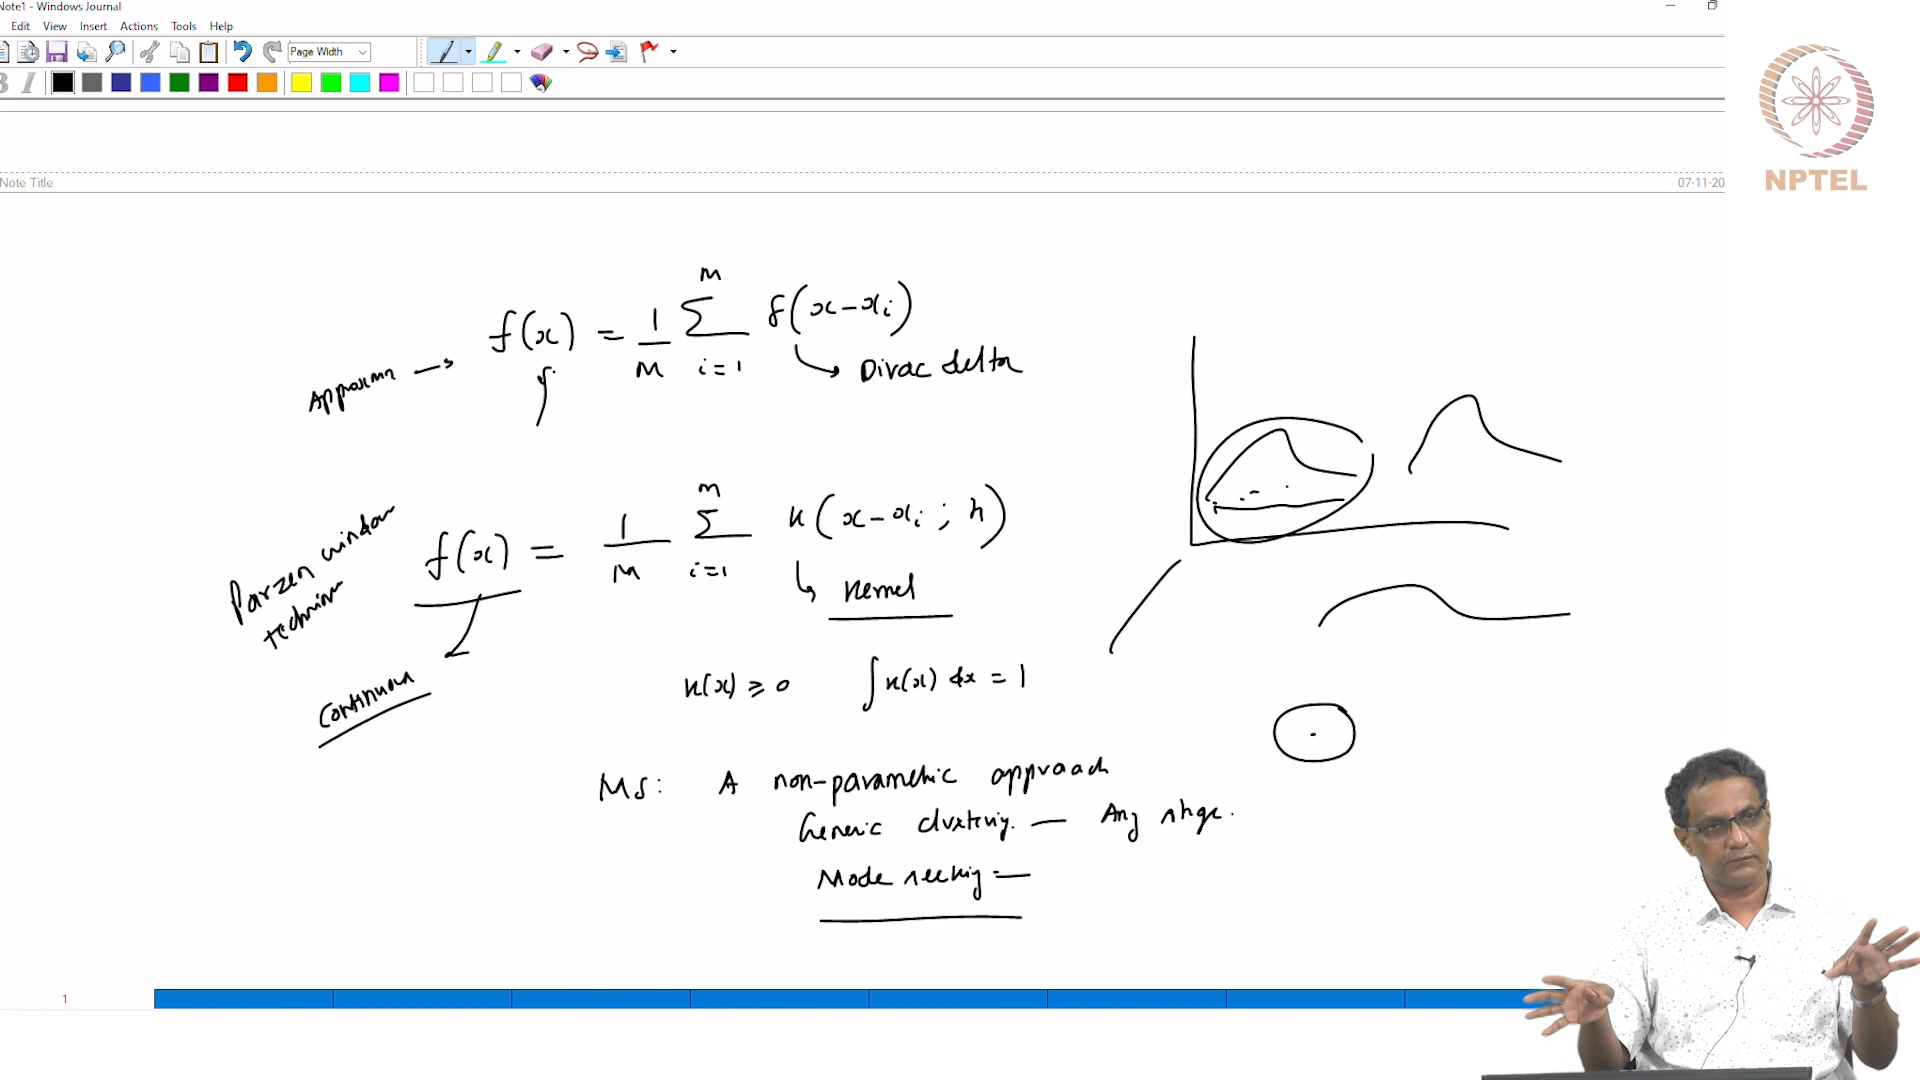 Note1 - Windows Journal
Edit View Insert Actions Tools Help
Page Width
B I
NPTEL
Note Title
07-11-20
f(x) = 1/M M Σ i=1 δ(x-xi)
Approxmn →
→ Dirac delta
Parzen window
technique
f(x) = 1/M M Σ i=1 K(x-xi; h)
↳ Kernel
Continuous
K(x) ≥ 0 ∫K(x) dx = 1
MS: A non-parametric approach
Generic clustering. — Any shape.
Mode seeking —
1